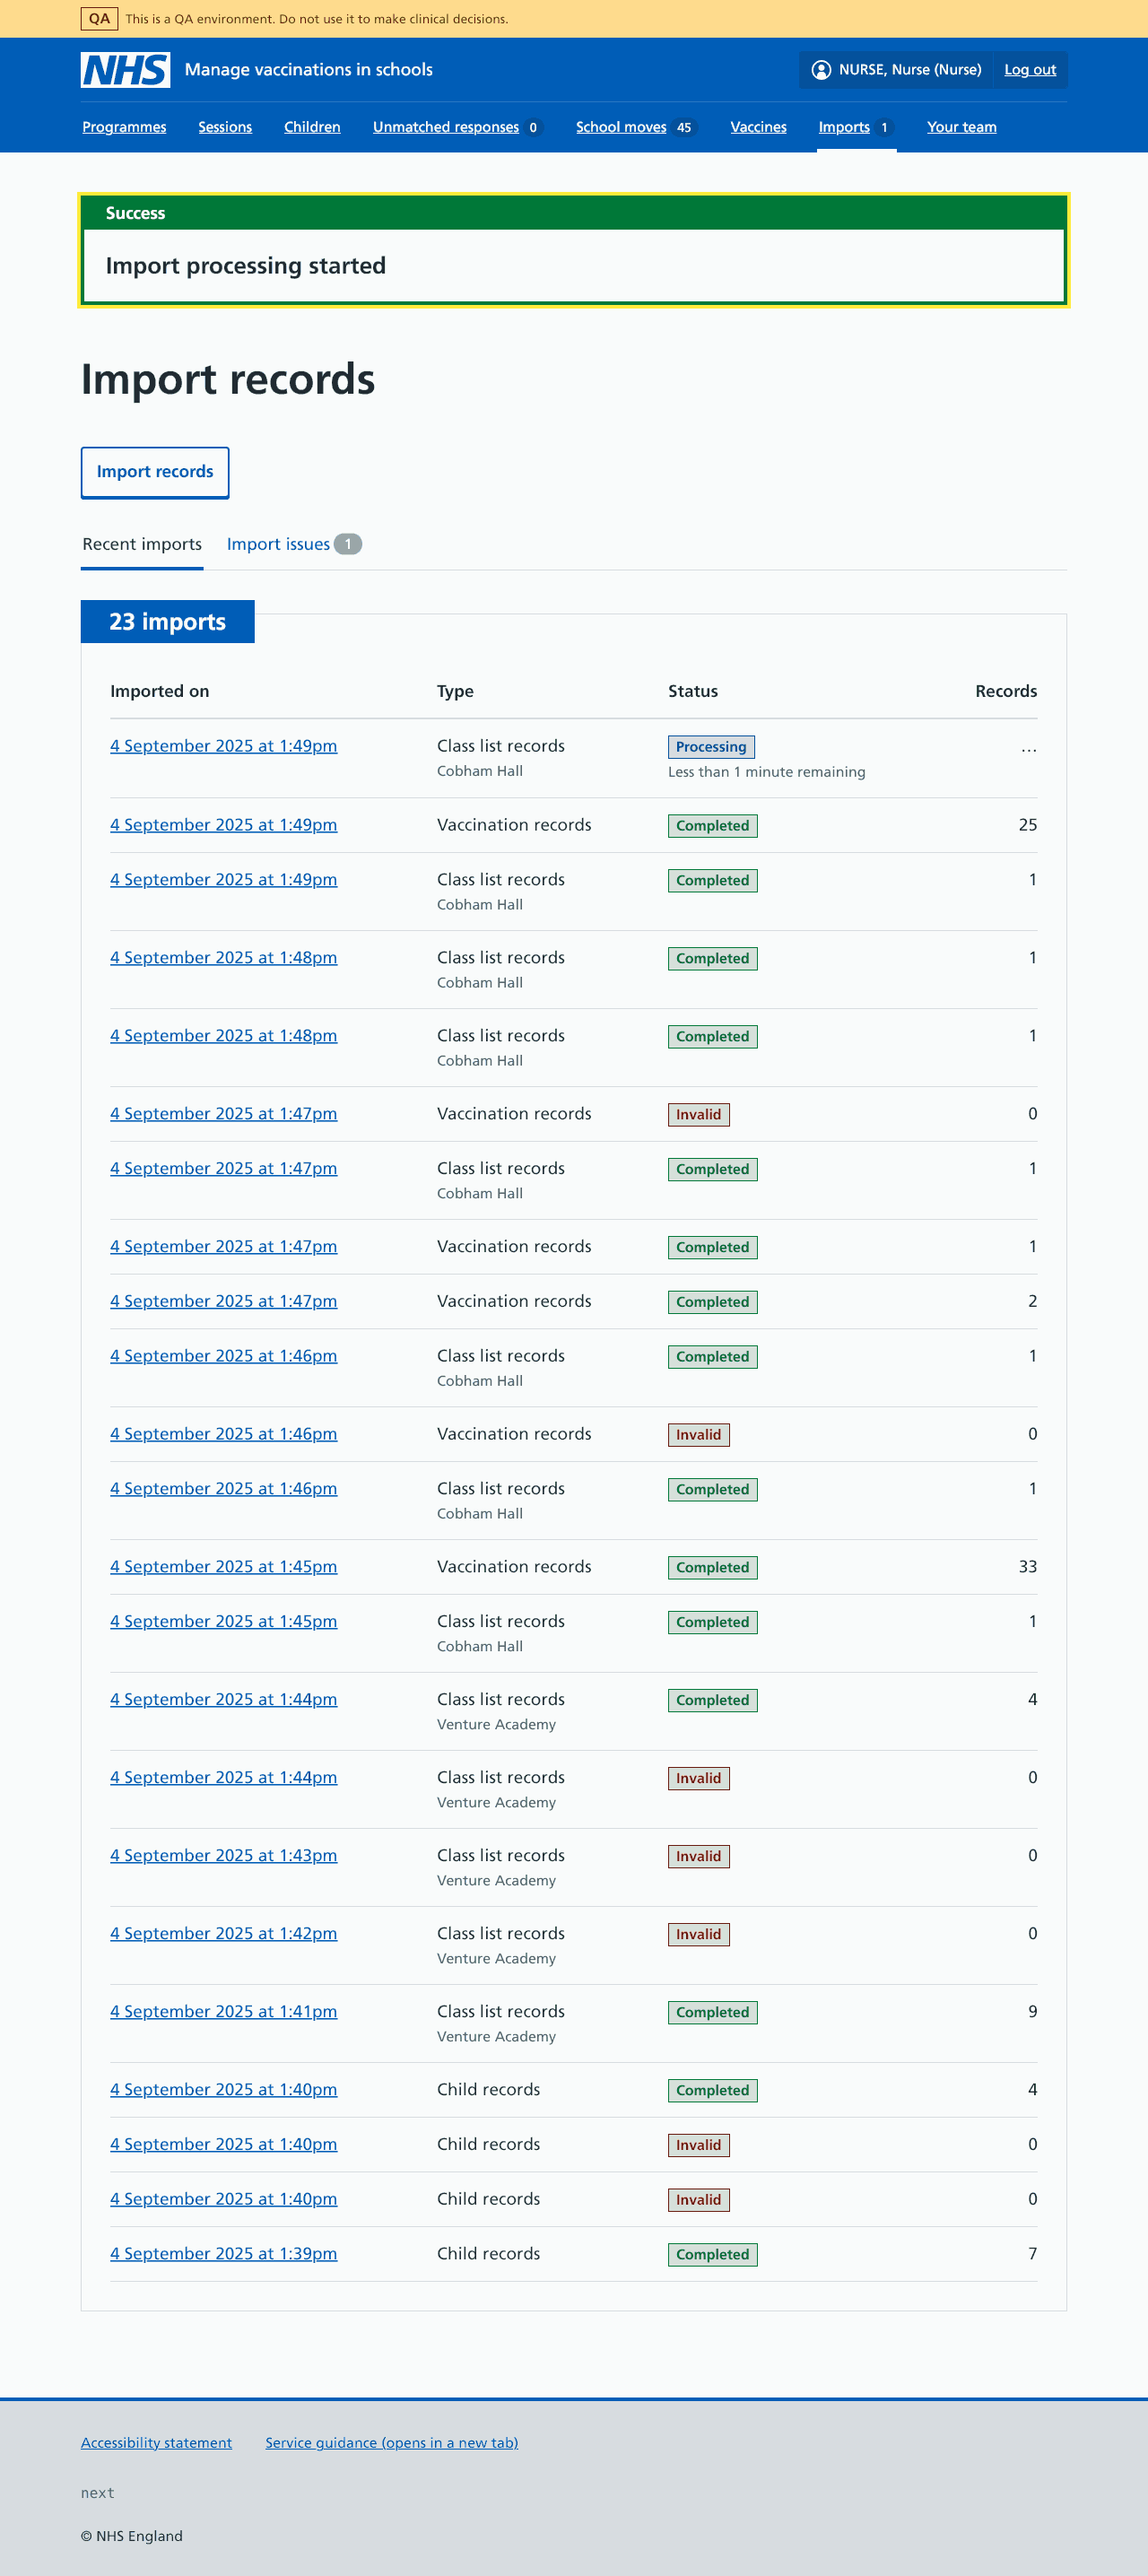 QA This is a QA environment. Do not use it to make clinical decisions.
NHS Manage vaccinations in schools NURSE, Nurse (Nurse) Log out
Programmes Sessions Children Unmatched responses 0 School moves 45 Vaccines Imports 1 Your team
Success
Import processing started
Import records
Import records
Recent imports Import issues 1
23 imports
Imported on Type Status Records
4 September 2025 at 1:49pm Class list records Processing ...
Cobham Hall Less than 1 minute remaining
4 September 2025 at 1:49pm Vaccination records Completed 25
4 September 2025 at 1:49pm Class list records Completed 1
Cobham Hall
4 September 2025 at 1:48pm Class list records Completed 1
Cobham Hall
4 September 2025 at 1:48pm Class list records Completed 1
Cobham Hall
4 September 2025 at 1:47pm Vaccination records Invalid 0
4 September 2025 at 1:47pm Class list records Completed 1
Cobham Hall
4 September 2025 at 1:47pm Vaccination records Completed 1
4 September 2025 at 1:47pm Vaccination records Completed 2
4 September 2025 at 1:46pm Class list records Completed 1
Cobham Hall
4 September 2025 at 1:46pm Vaccination records Invalid 0
4 September 2025 at 1:46pm Class list records Completed 1
Cobham Hall
4 September 2025 at 1:45pm Vaccination records Completed 33
4 September 2025 at 1:45pm Class list records Completed 1
Cobham Hall
4 September 2025 at 1:44pm Class list records Completed 4
Venture Academy
4 September 2025 at 1:44pm Class list records Invalid 0
Venture Academy
4 September 2025 at 1:43pm Class list records Invalid 0
Venture Academy
4 September 2025 at 1:42pm Class list records Invalid 0
Venture Academy
4 September 2025 at 1:41pm Class list records Completed 9
Venture Academy
4 September 2025 at 1:40pm Child records Completed 4
4 September 2025 at 1:40pm Child records Invalid 0
4 September 2025 at 1:40pm Child records Invalid 0
4 September 2025 at 1:39pm Child records Completed 7
Accessibility statement Service guidance (opens in a new tab)
next
© NHS England